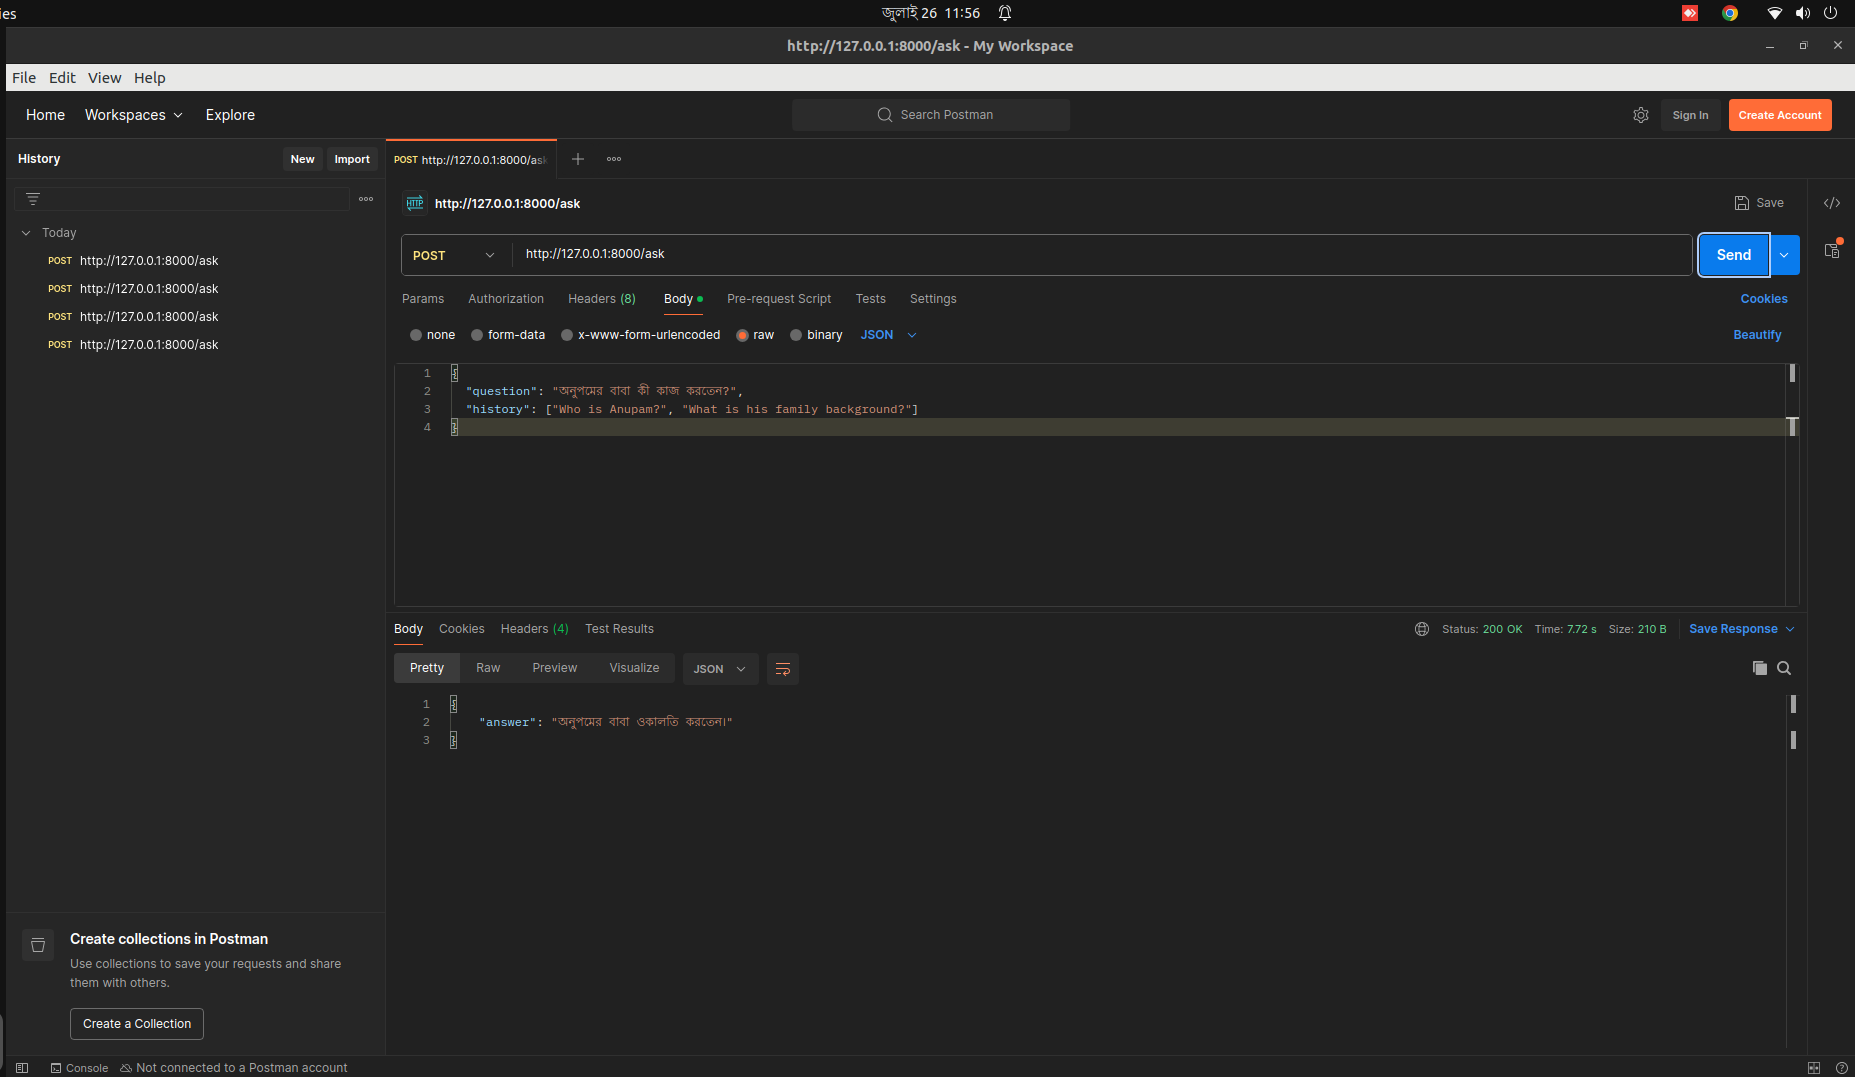 ies
জুলাই 26 11:56
http://127.0.0.1:8000/ask - My Workspace
File Edit View Help
Home Workspaces Explore
Search Postman
Sign In
Create Account
History
New
Import
POST http://127.0.0.1:8000/ask
Today
POST http://127.0.0.1:8000/ask
POST http://127.0.0.1:8000/ask
POST http://127.0.0.1:8000/ask
POST http://127.0.0.1:8000/ask
HTTP http://127.0.0.1:8000/ask
Save
</>
POST http://127.0.0.1:8000/ask
Send
Params Authorization Headers (8) Body Pre-request Script Tests Settings
Cookies
none form-data x-www-form-urlencoded raw binary JSON
Beautify
1 {
2 "question": "অনুপমের বাবা কী কাজ করতেন?",
3 "history": ["Who is Anupam?", "What is his family background?"]
4 }
Body Cookies Headers (4) Test Results
Status: 200 OK Time: 7.72 s Size: 210 B
Save Response
Pretty Raw Preview Visualize JSON
1 {
2 "answer": "অনুপমের বাবা ওকালতি করতেন।"
3 }
Create collections in Postman
Use collections to save your requests and share
them with others.
Create a Collection
Console Not connected to a Postman account